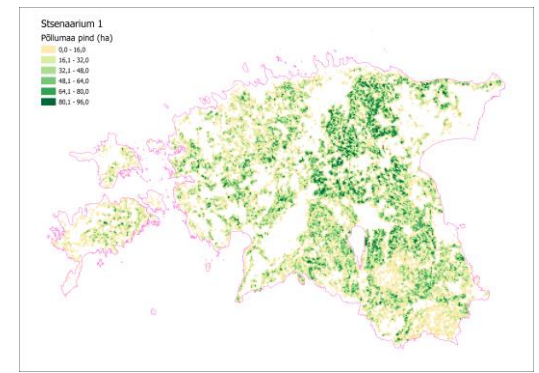 Stsenaarium 1
Põllumaa pind (ha)
0,0 - 16,0
16,1 - 32,0
32,1 - 48,0
48,1 - 64,0
64,1 - 80,0
80,1 - 96,0